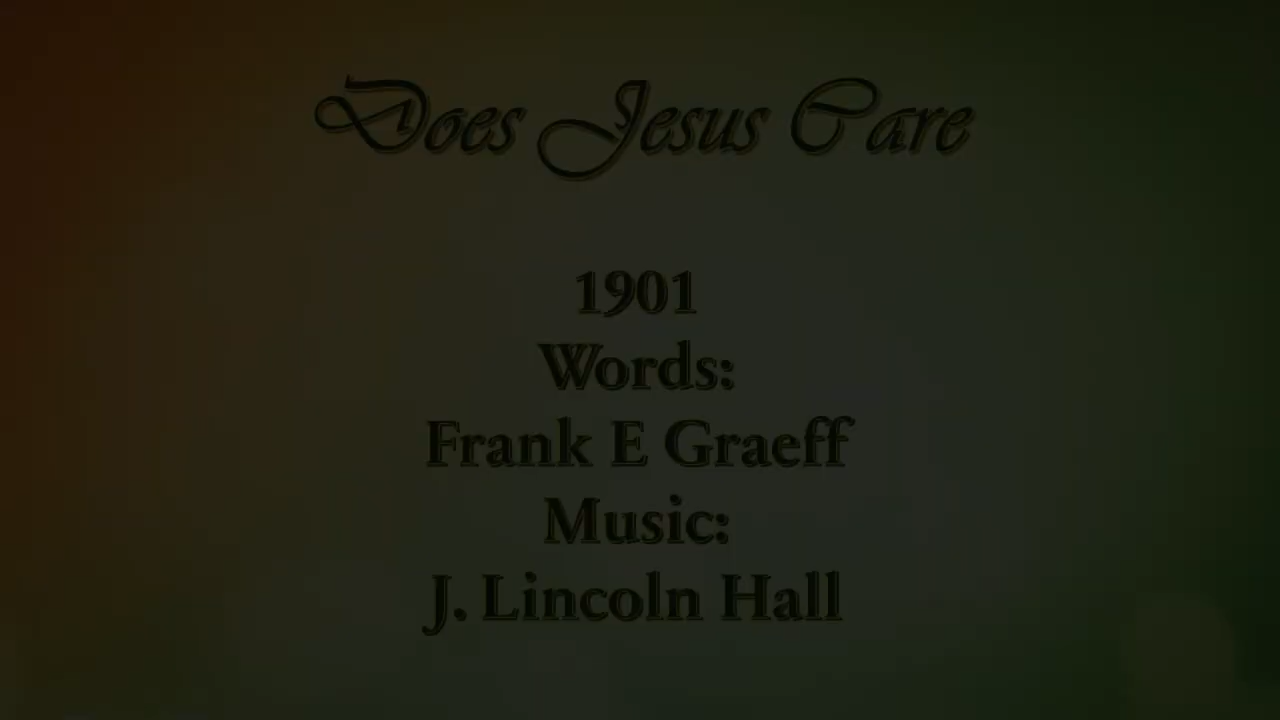 Does Jesus Care
1901
Words:
Frank E Graeff
Music:
J. Lincoln Hall